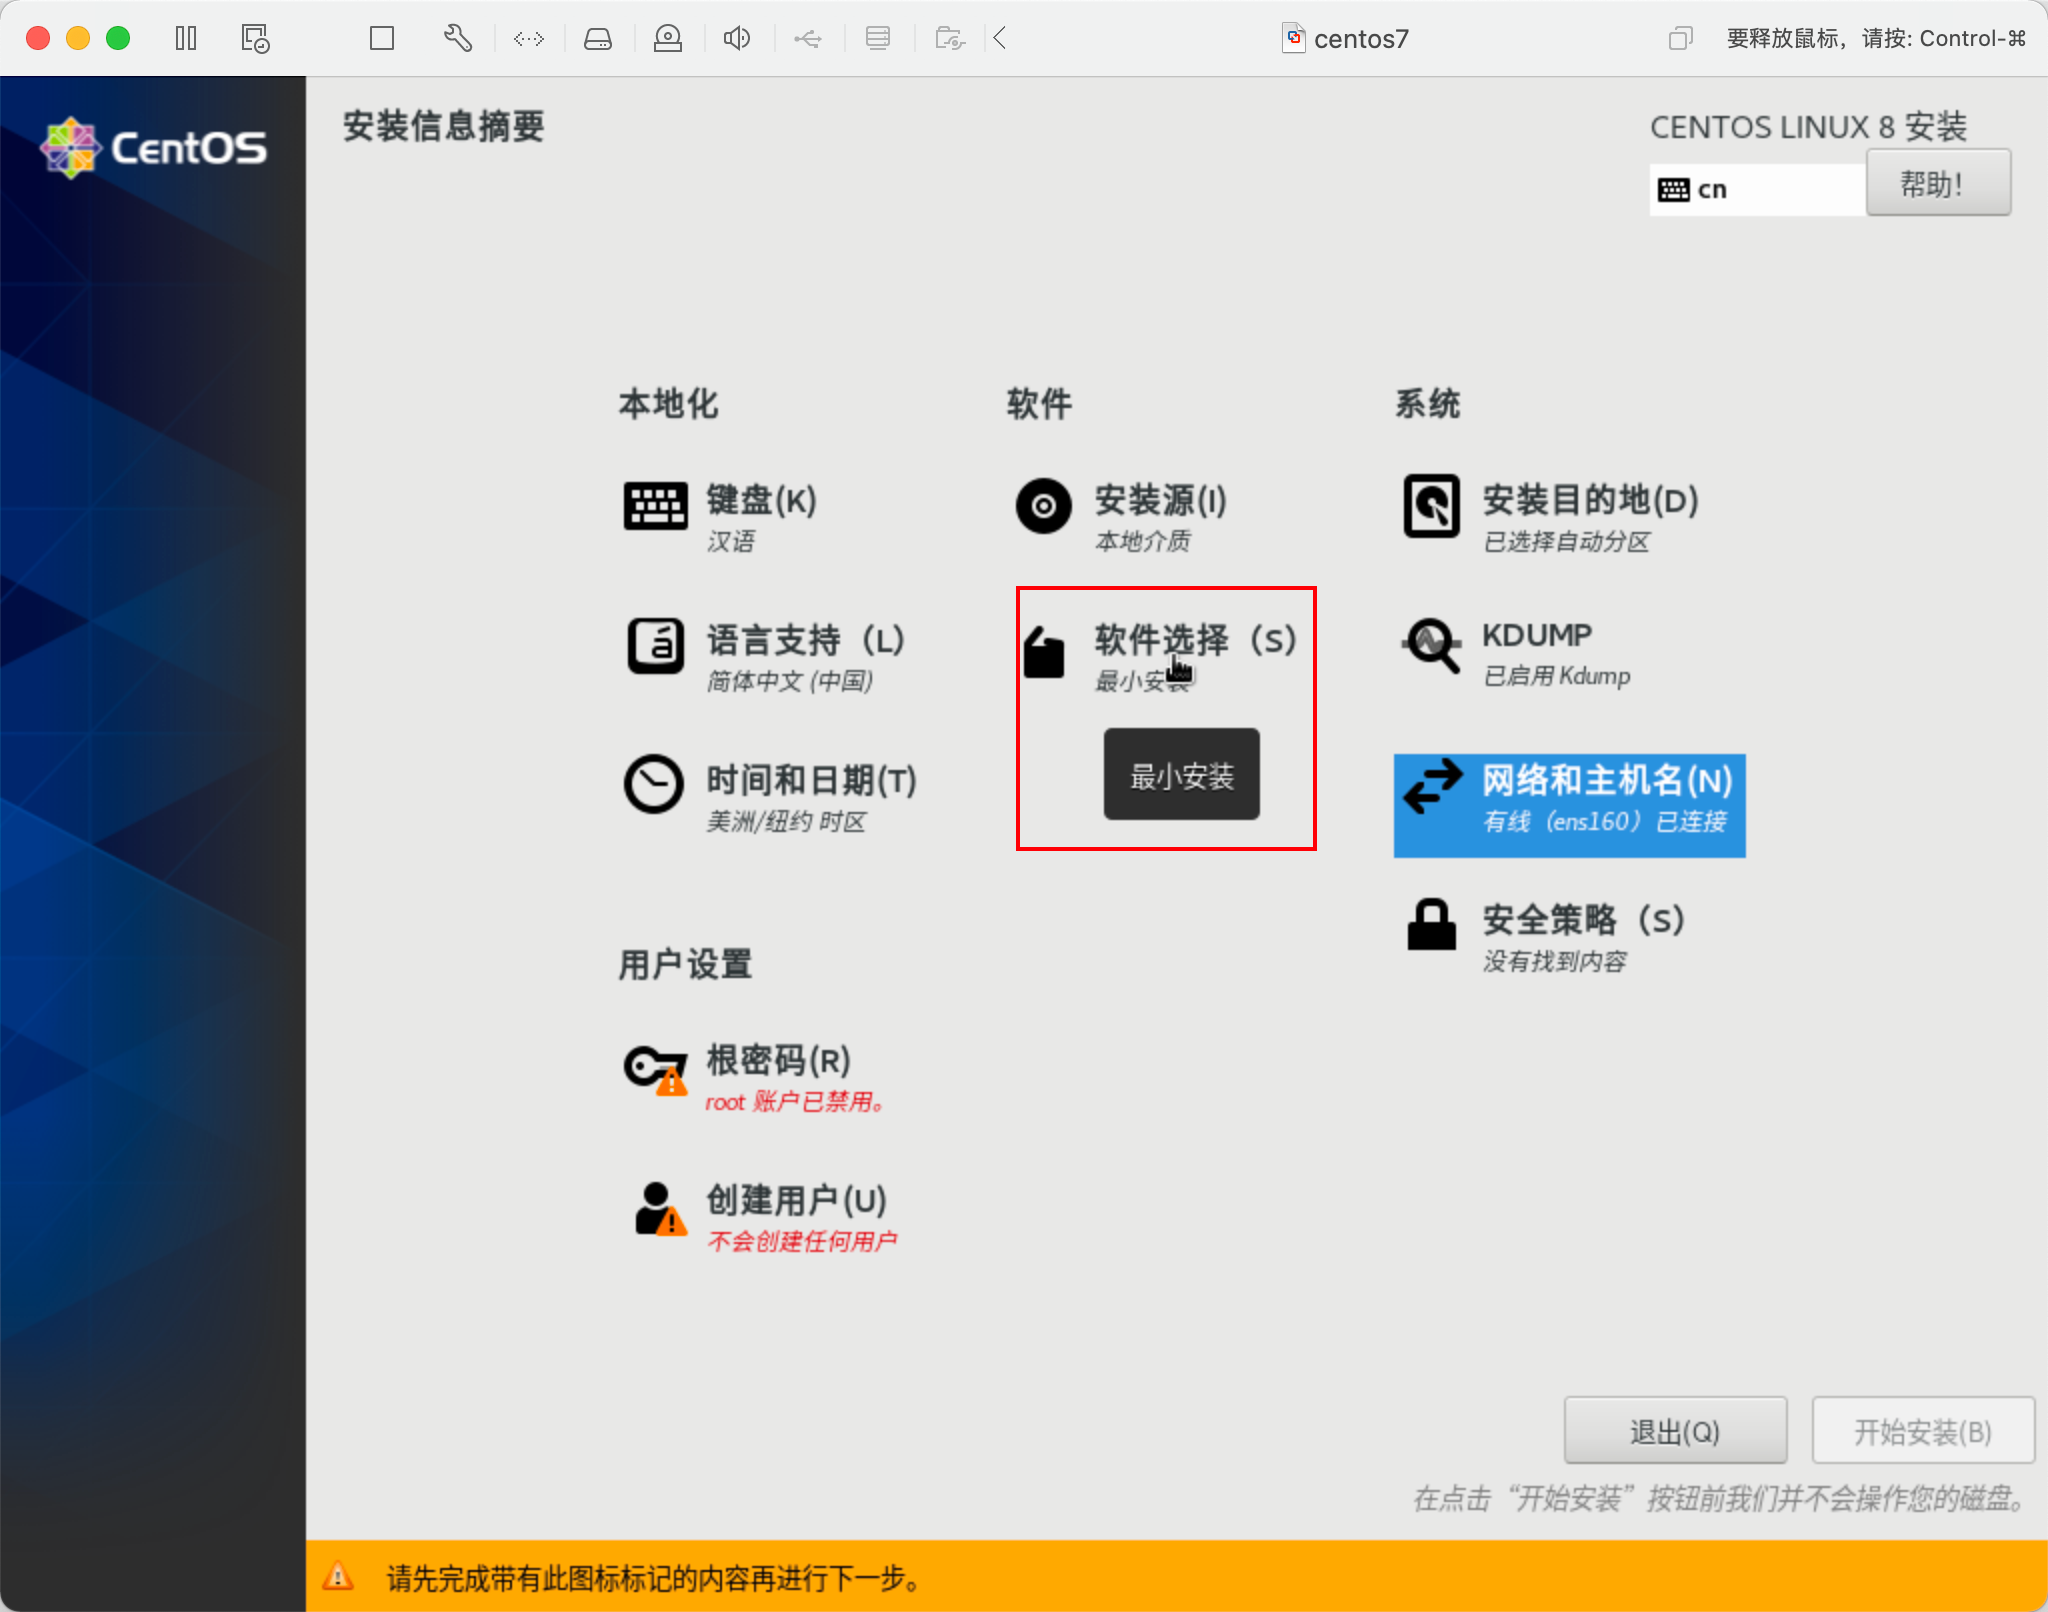 centos7
要释放鼠标，请按: Control-⌘
CentOS
安装信息摘要
CENTOS LINUX 8 安装
cn
帮助！
本地化
软件
系统
键盘(K)
汉语
安装源(I)
本地介质
安装目的地(D)
已选择自动分区
语言支持（L）
简体中文 (中国)
软件选择（S）
最小安装
KDUMP
已启用 Kdump
最小安装
时间和日期(T)
美洲/纽约 时区
网络和主机名(N)
有线（ens160）已连接
安全策略（S）
没有找到内容
用户设置
根密码(R)
root 账户已禁用。
创建用户(U)
不会创建任何用户
退出(Q)
开始安装(B)
在点击“开始安装”按钮前我们并不会操作您的磁盘。
请先完成带有此图标标记的内容再进行下一步。